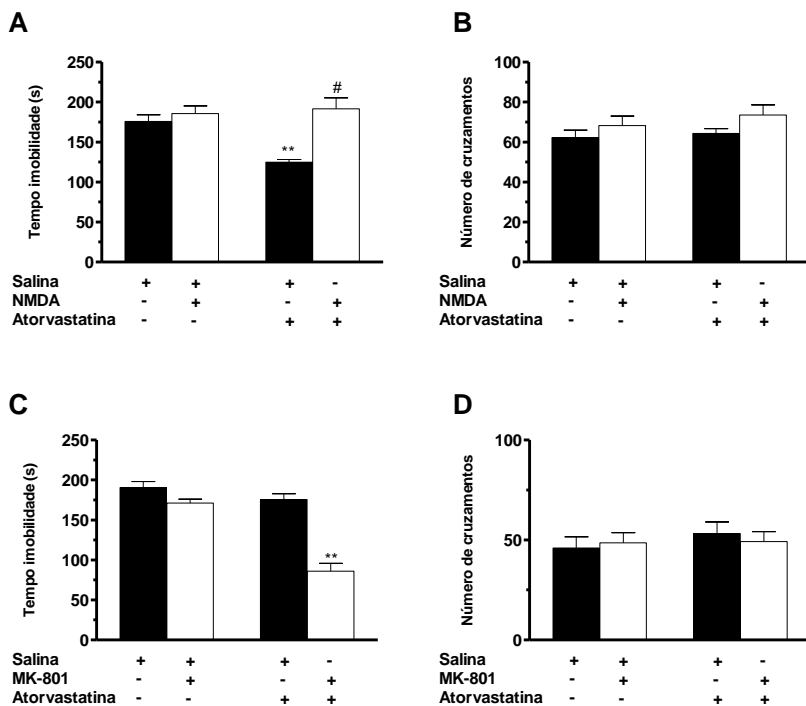 A
B
Tempo imobilidade (s)
250
200
150
100
50
0
**
#
Salina + + + -
NMDA - + - +
Atorvastatina - - + +
Número de cruzamentos
100
80
60
40
20
0
Salina + + + -
NMDA - + - +
Atorvastatina - - + +
C
D
Tempo imobilidade (s)
250
200
150
100
50
0
**
Salina + + + -
MK-801 - + - +
Atorvastatina - - + +
Número de cruzamentos
100
50
0
Salina + + + -
MK-801 - + - +
Atorvastatina - - + +